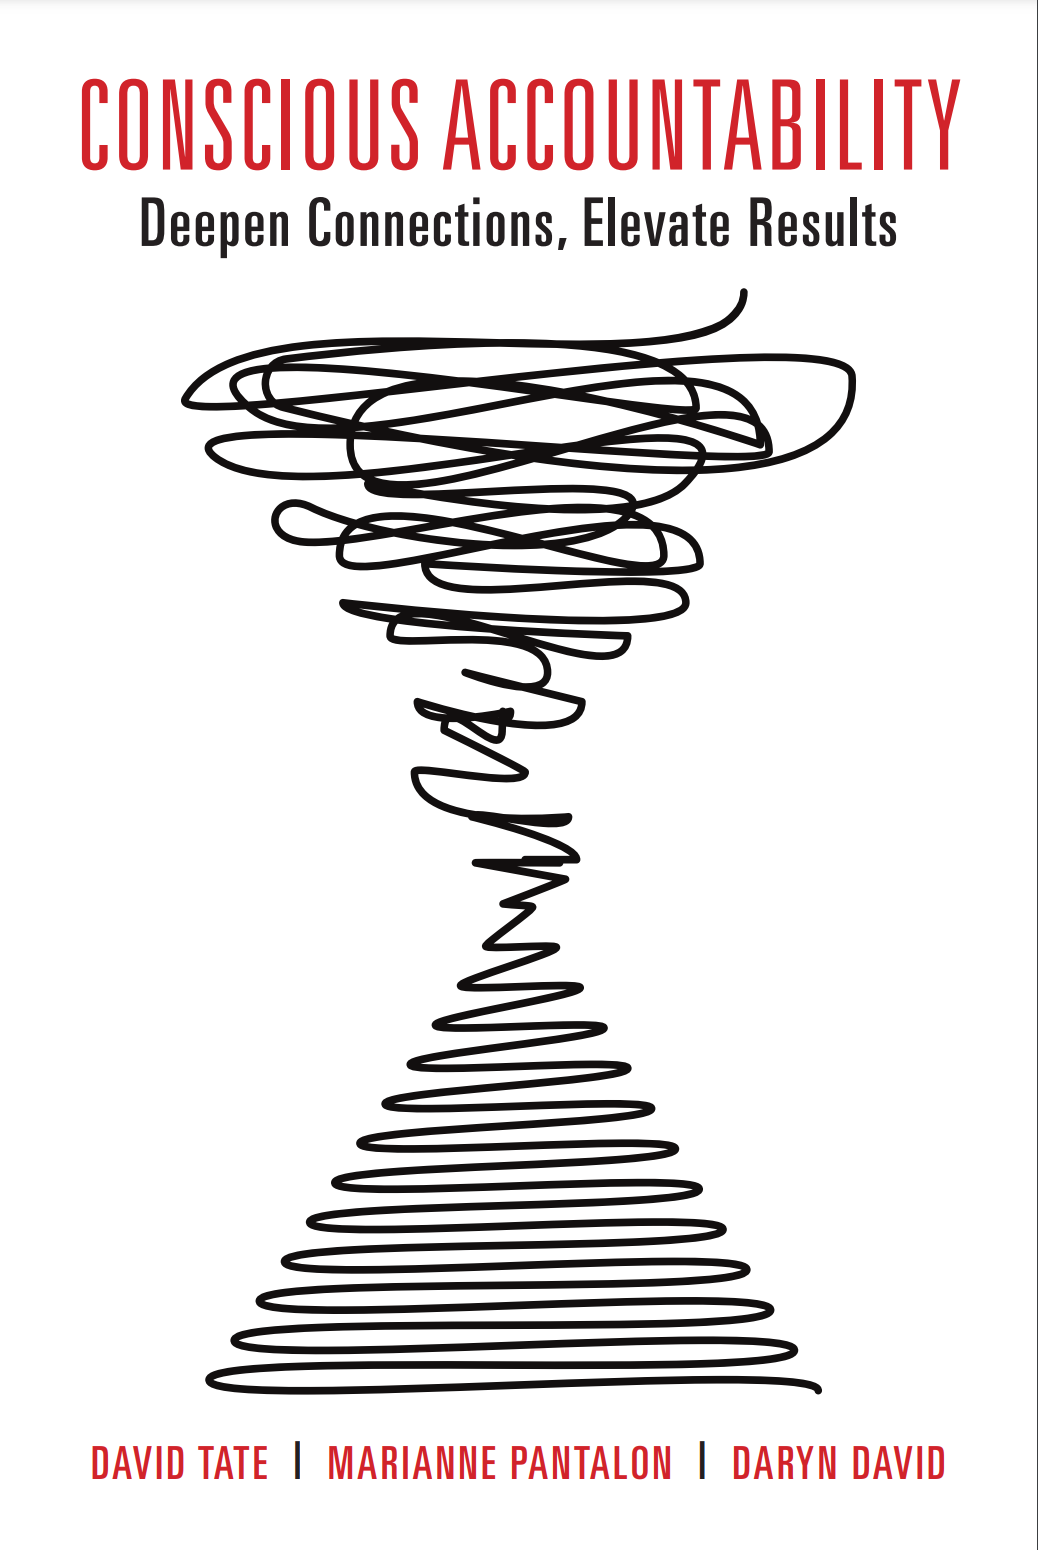 CONSCIOUS ACCOUNTABILITY
Deepen Connections, Elevate Results
DAVID TATE | MARIANNE PANTALON | DARYN DAVID